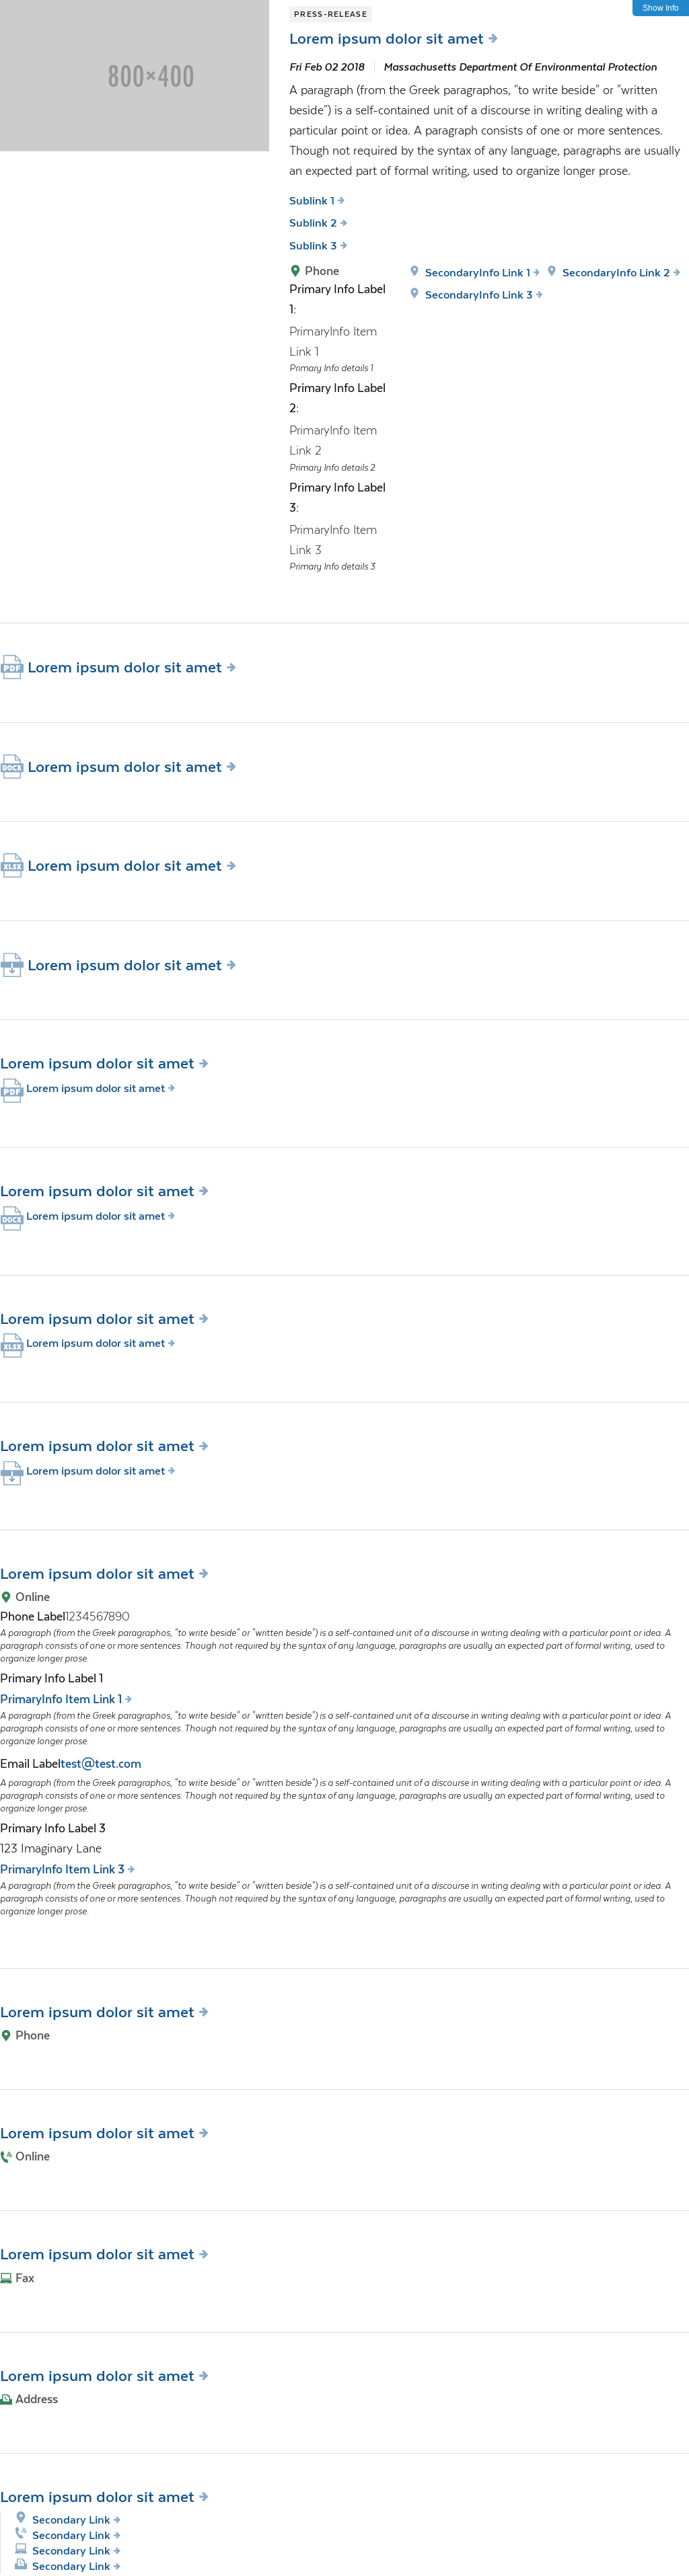 Show Info
800×400
PRESS-RELEASE
Lorem ipsum dolor sit amet
Fri Feb 02 2018 Massachusetts Department Of Environmental Protection
A paragraph (from the Greek paragraphos, "to write beside" or "written
beside") is a self-contained unit of a discourse in writing dealing with a
particular point or idea. A paragraph consists of one or more sentences.
Though not required by the syntax of any language, paragraphs are usually
an expected part of formal writing, used to organize longer prose.
Sublink 1
Sublink 2
Sublink 3
Phone
Primary Info Label
1:
PrimaryInfo Item
Link 1
Primary Info details 1
Primary Info Label
2:
PrimaryInfo Item
Link 2
Primary Info details 2
Primary Info Label
3:
PrimaryInfo Item
Link 3
Primary Info details 3
SecondaryInfo Link 1 SecondaryInfo Link 2
SecondaryInfo Link 3
PDF Lorem ipsum dolor sit amet
DOCX Lorem ipsum dolor sit amet
XLSX Lorem ipsum dolor sit amet
Lorem ipsum dolor sit amet
Lorem ipsum dolor sit amet
PDF Lorem ipsum dolor sit amet
Lorem ipsum dolor sit amet
DOCX Lorem ipsum dolor sit amet
Lorem ipsum dolor sit amet
XLSX Lorem ipsum dolor sit amet
Lorem ipsum dolor sit amet
Lorem ipsum dolor sit amet
Lorem ipsum dolor sit amet
Online
Phone Label1234567890
A paragraph (from the Greek paragraphos, "to write beside" or "written beside") is a self-contained unit of a discourse in writing dealing with a particular point or idea. A
paragraph consists of one or more sentences. Though not required by the syntax of any language, paragraphs are usually an expected part of formal writing, used to
organize longer prose.
Primary Info Label 1
PrimaryInfo Item Link 1
A paragraph (from the Greek paragraphos, "to write beside" or "written beside") is a self-contained unit of a discourse in writing dealing with a particular point or idea. A
paragraph consists of one or more sentences. Though not required by the syntax of any language, paragraphs are usually an expected part of formal writing, used to
organize longer prose.
Email Labeltest@test.com
A paragraph (from the Greek paragraphos, "to write beside" or "written beside") is a self-contained unit of a discourse in writing dealing with a particular point or idea. A
paragraph consists of one or more sentences. Though not required by the syntax of any language, paragraphs are usually an expected part of formal writing, used to
organize longer prose.
Primary Info Label 3
123 Imaginary Lane
PrimaryInfo Item Link 3
A paragraph (from the Greek paragraphos, "to write beside" or "written beside") is a self-contained unit of a discourse in writing dealing with a particular point or idea. A
paragraph consists of one or more sentences. Though not required by the syntax of any language, paragraphs are usually an expected part of formal writing, used to
organize longer prose.
Lorem ipsum dolor sit amet
Phone
Lorem ipsum dolor sit amet
Online
Lorem ipsum dolor sit amet
Fax
Lorem ipsum dolor sit amet
Address
Lorem ipsum dolor sit amet
Secondary Link
Secondary Link
Secondary Link
Secondary Link